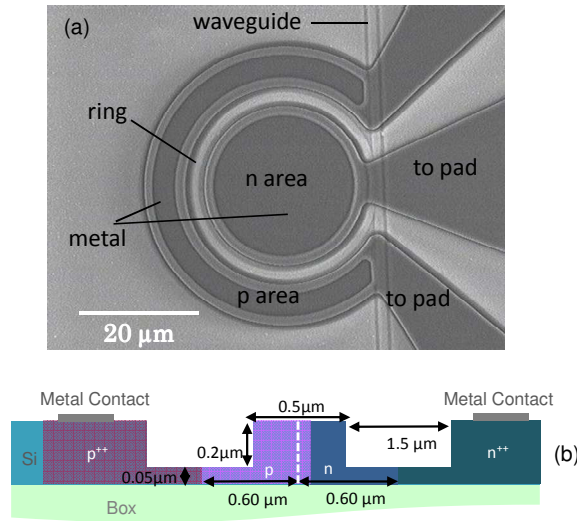 (a)
waveguide
ring
n area
to pad
metal
p area
to pad
20 μm
Metal Contact
Metal Contact
0.5μm
Si
p++
0.2μm
1.5 μm
n++
(b)
0.05μm
p
n
0.60 μm
0.60 μm
Box